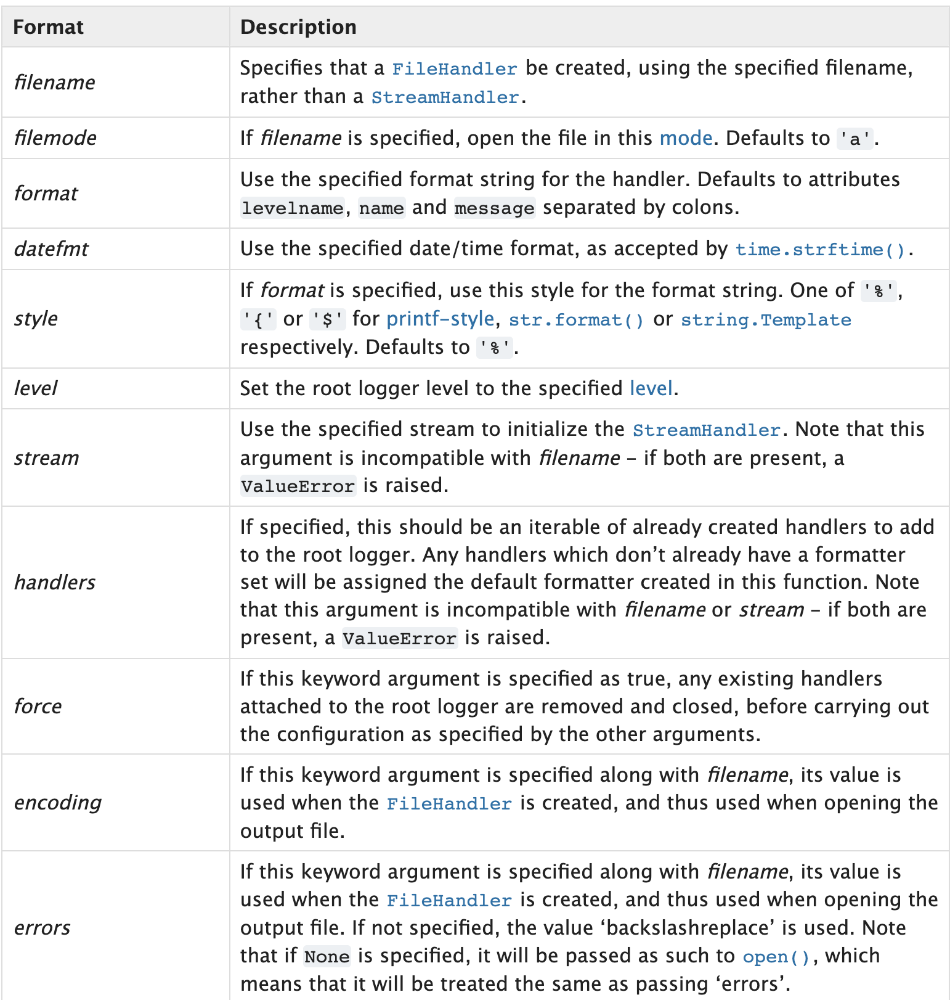 Format Description
filename
Specifies that a FileHandler be created, using the specified filename,
rather than a StreamHandler.
filemode
If filename is specified, open the file in this mode. Defaults to 'a'.
format
Use the specified format string for the handler. Defaults to attributes
levelname, name and message separated by colons.
datefmt
Use the specified date/time format, as accepted by time.strftime().
style
If format is specified, use this style for the format string. One of '%',
'{' or '$' for printf-style, str.format() or string.Template
respectively. Defaults to '%'.
level
Set the root logger level to the specified level.
stream
Use the specified stream to initialize the StreamHandler. Note that this
argument is incompatible with filename – if both are present, a
ValueError is raised.
handlers
If specified, this should be an iterable of already created handlers to add
to the root logger. Any handlers which don’t already have a formatter
set will be assigned the default formatter created in this function. Note
that this argument is incompatible with filename or stream – if both are
present, a ValueError is raised.
force
If this keyword argument is specified as true, any existing handlers
attached to the root logger are removed and closed, before carrying out
the configuration as specified by the other arguments.
encoding
If this keyword argument is specified along with filename, its value is
used when the FileHandler is created, and thus used when opening the
output file.
errors
If this keyword argument is specified along with filename, its value is
used when the FileHandler is created, and thus used when opening the
output file. If not specified, the value ‘backslashreplace’ is used. Note
that if None is specified, it will be passed as such to open(), which
means that it will be treated the same as passing ‘errors’.